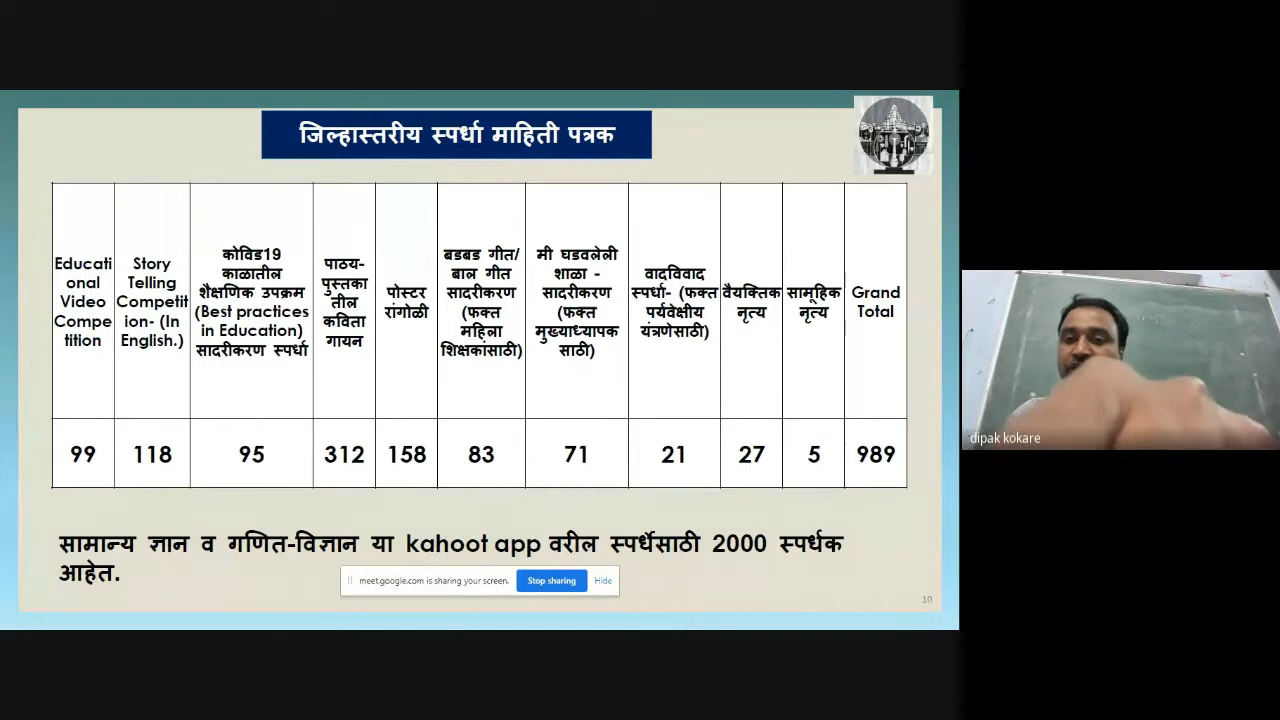 जिल्हास्तरीय स्पर्धा माहिती पत्रक
Educati
onal
Video
Compe
tition
Story
Telling
Competit
ion- (In
English.)
कोविड19
काळातील
शैक्षणिक उपक्रम
(Best practices
in Education)
सादरीकरण स्पर्धा
पाठय-
पुस्तका
तील
कविता
गायन
पोस्टर
रांगोळी
बडबड गीत/
बाल गीत
सादरीकरण
(फक्त
महिला
शिक्षकांसाठी)
मी घडवलेली
शाळा -
सादरीकरण
(फक्त
मुख्याध्यापक
साठी)
वादविवाद
स्पर्धा- (फक्त
पर्यवेक्षीय
यंत्रणेसाठी)
वैयक्तिक
नृत्य
सामूहिक
नृत्य
Grand
Total
99 118 95 312 158 83 71 21 27 5 989
सामान्य ज्ञान व गणित-विज्ञान या kahoot app वरील स्पर्धेसाठी 2000 स्पर्धक
आहेत.
meet.google.com is sharing your screen. Stop sharing Hide
10
dipak kokare